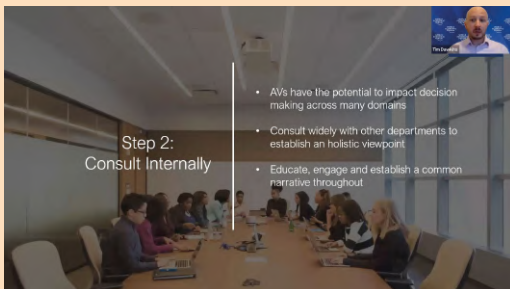 Tim Dawkins
Step 2:
Consult Internally
• AVs have the potential to impact decision
making across many domains
• Consult widely with other departments to
establish an holistic viewpoint
• Educate, engage and establish a common
narrative throughout